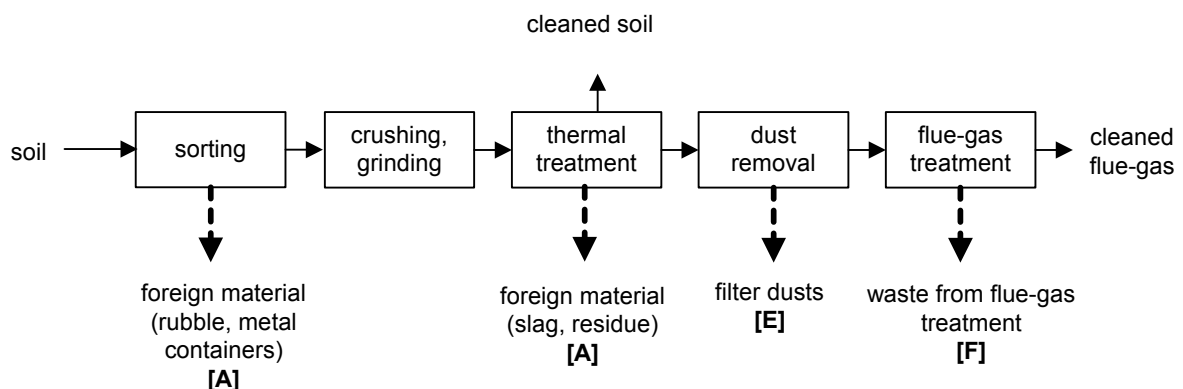 cleaned soil
soil
sorting
crushing,
grinding
thermal
treatment
dust
removal
flue-gas
treatment
cleaned
flue-gas
foreign material
(rubble, metal
containers)
[A]
foreign material
(slag, residue)
[A]
filter dusts
[E]
waste from flue-gas
treatment
[F]